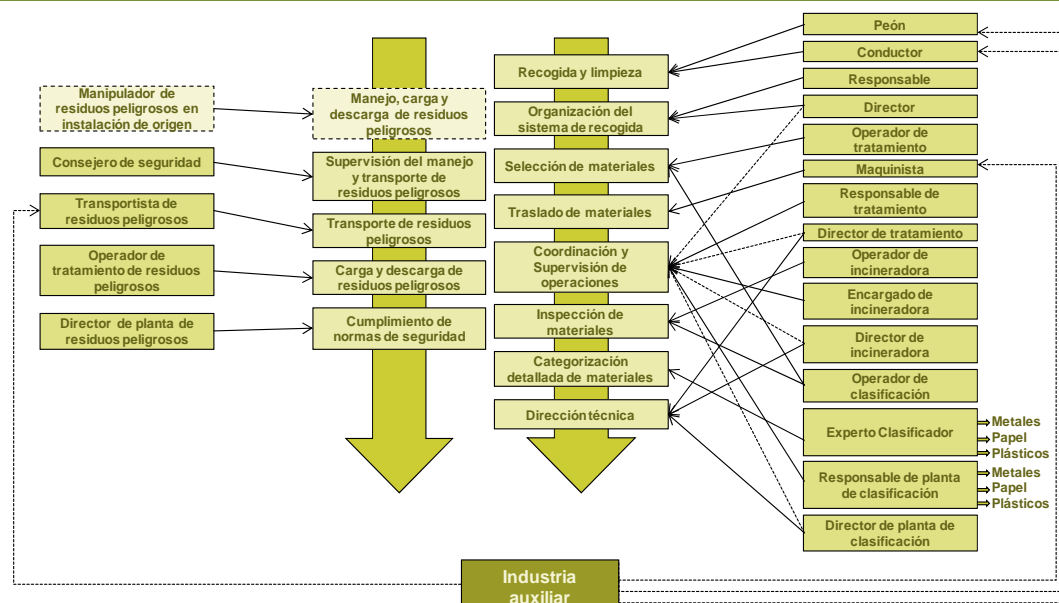 Manipulador de
residuos peligrosos en
instalación de origen
Consejero de seguridad
Transportista de
residuos peligrosos
Operador de
tratamiento de residuos
peligrosos
Director de planta de
residuos peligrosos
Manejo, carga y
descarga de residuos
peligrosos
Supervisión del manejo
y transporte de
residuos peligrosos
Transporte de residuos
peligrosos
Carga y descarga de
residuos peligrosos
Cumplimiento de
normas de seguridad
Recogida y limpieza
Organización del
sistema de recogida
Selección de materiales
Traslado de materiales
Coordinación y
Supervisión de
operaciones
Inspección de
materiales
Categorización
detallada de materiales
Dirección técnica
Peón
Conductor
Responsable
Director
Operador de
tratamiento
Maquinista
Responsable de
tratamiento
Director de tratamiento
Operador de
incineradora
Encargado de
incineradora
Director de
incineradora
Operador de
clasificación
Experto Clasificador
Metales
Papel
Plásticos
Responsable de planta
de clasificación
Metales
Papel
Plásticos
Director de planta de
clasificación
Industria
auxiliar